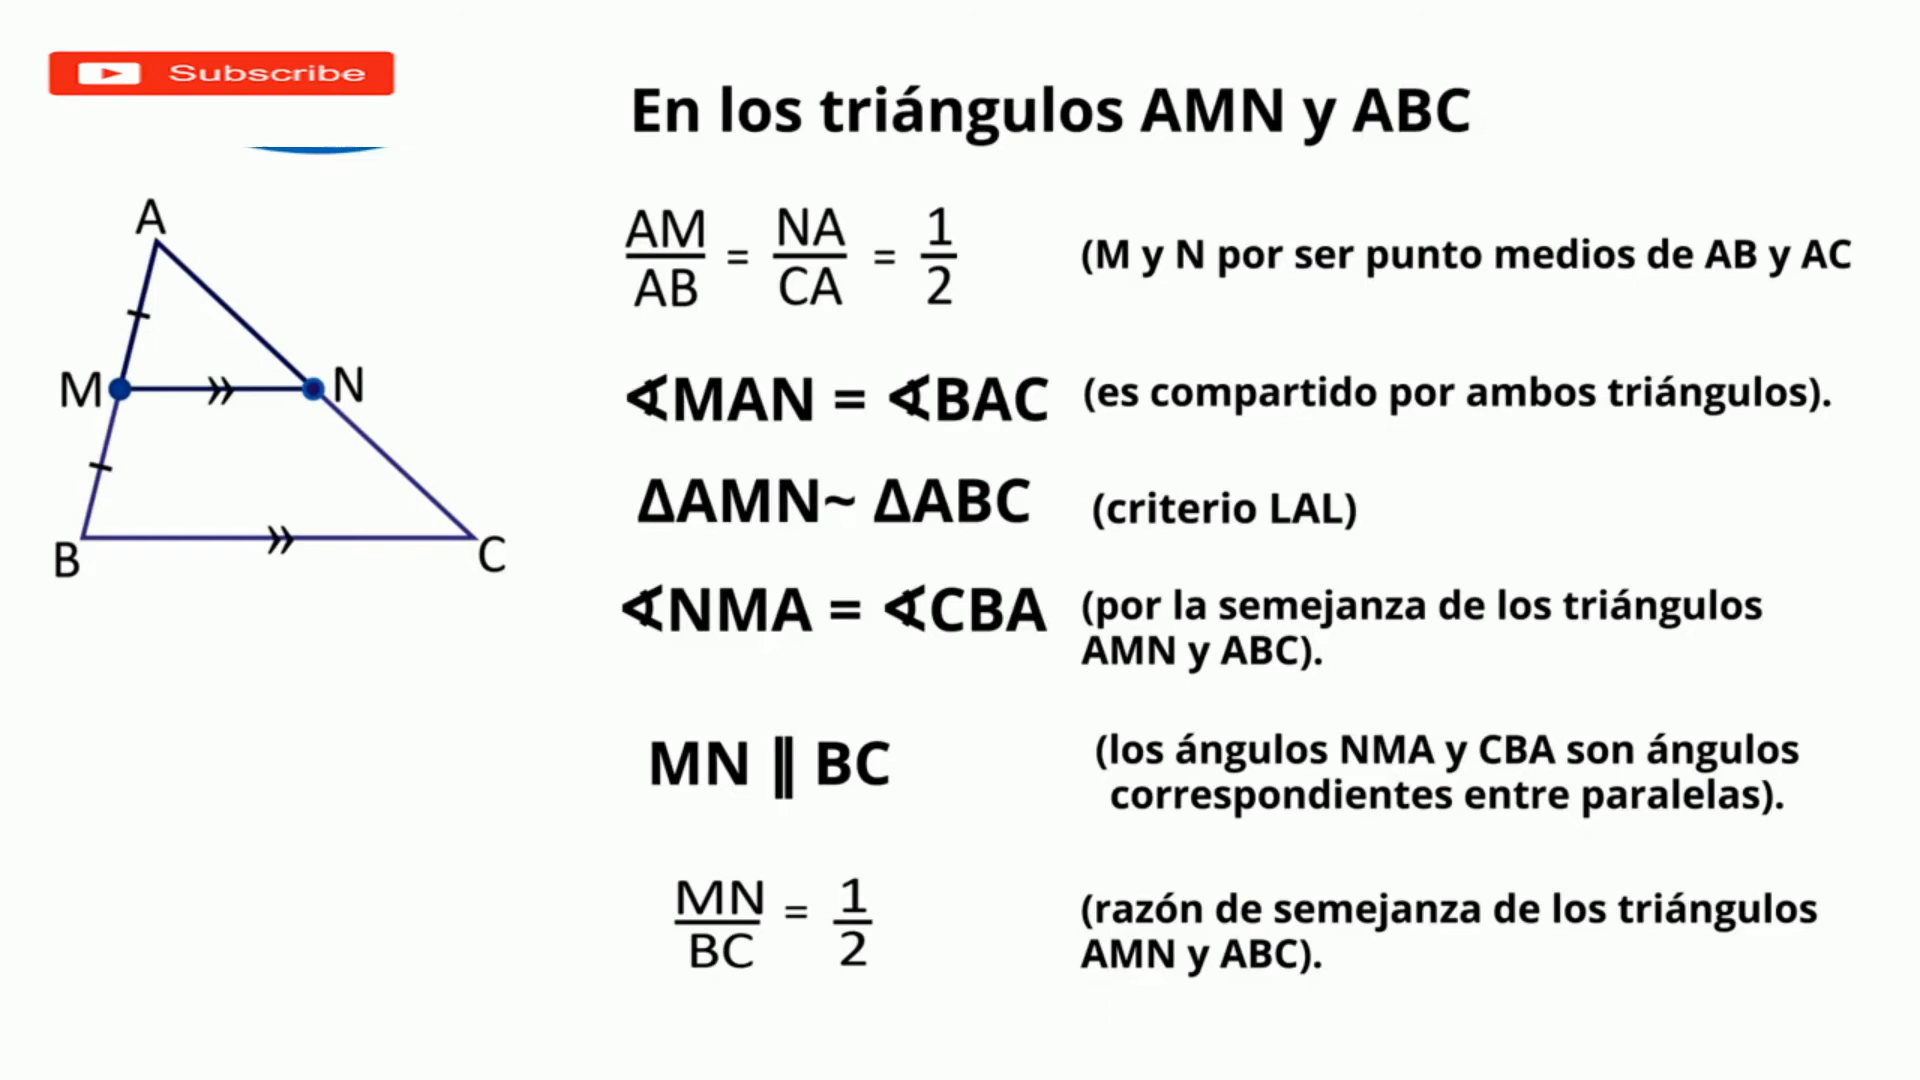 Subscribe
En los triángulos AMN y ABC
A
M
N
B
C
AM/AB = NA/CA = 1/2 (M y N por ser punto medios de AB y AC
∢MAN = ∢BAC (es compartido por ambos triángulos).
ΔAMN~ ΔABC (criterio LAL)
∢NMA = ∢CBA (por la semejanza de los triángulos
AMN y ABC).
MN ∥ BC (los ángulos NMA y CBA son ángulos
correspondientes entre paralelas).
MN/BC = 1/2 (razón de semejanza de los triángulos
AMN y ABC).